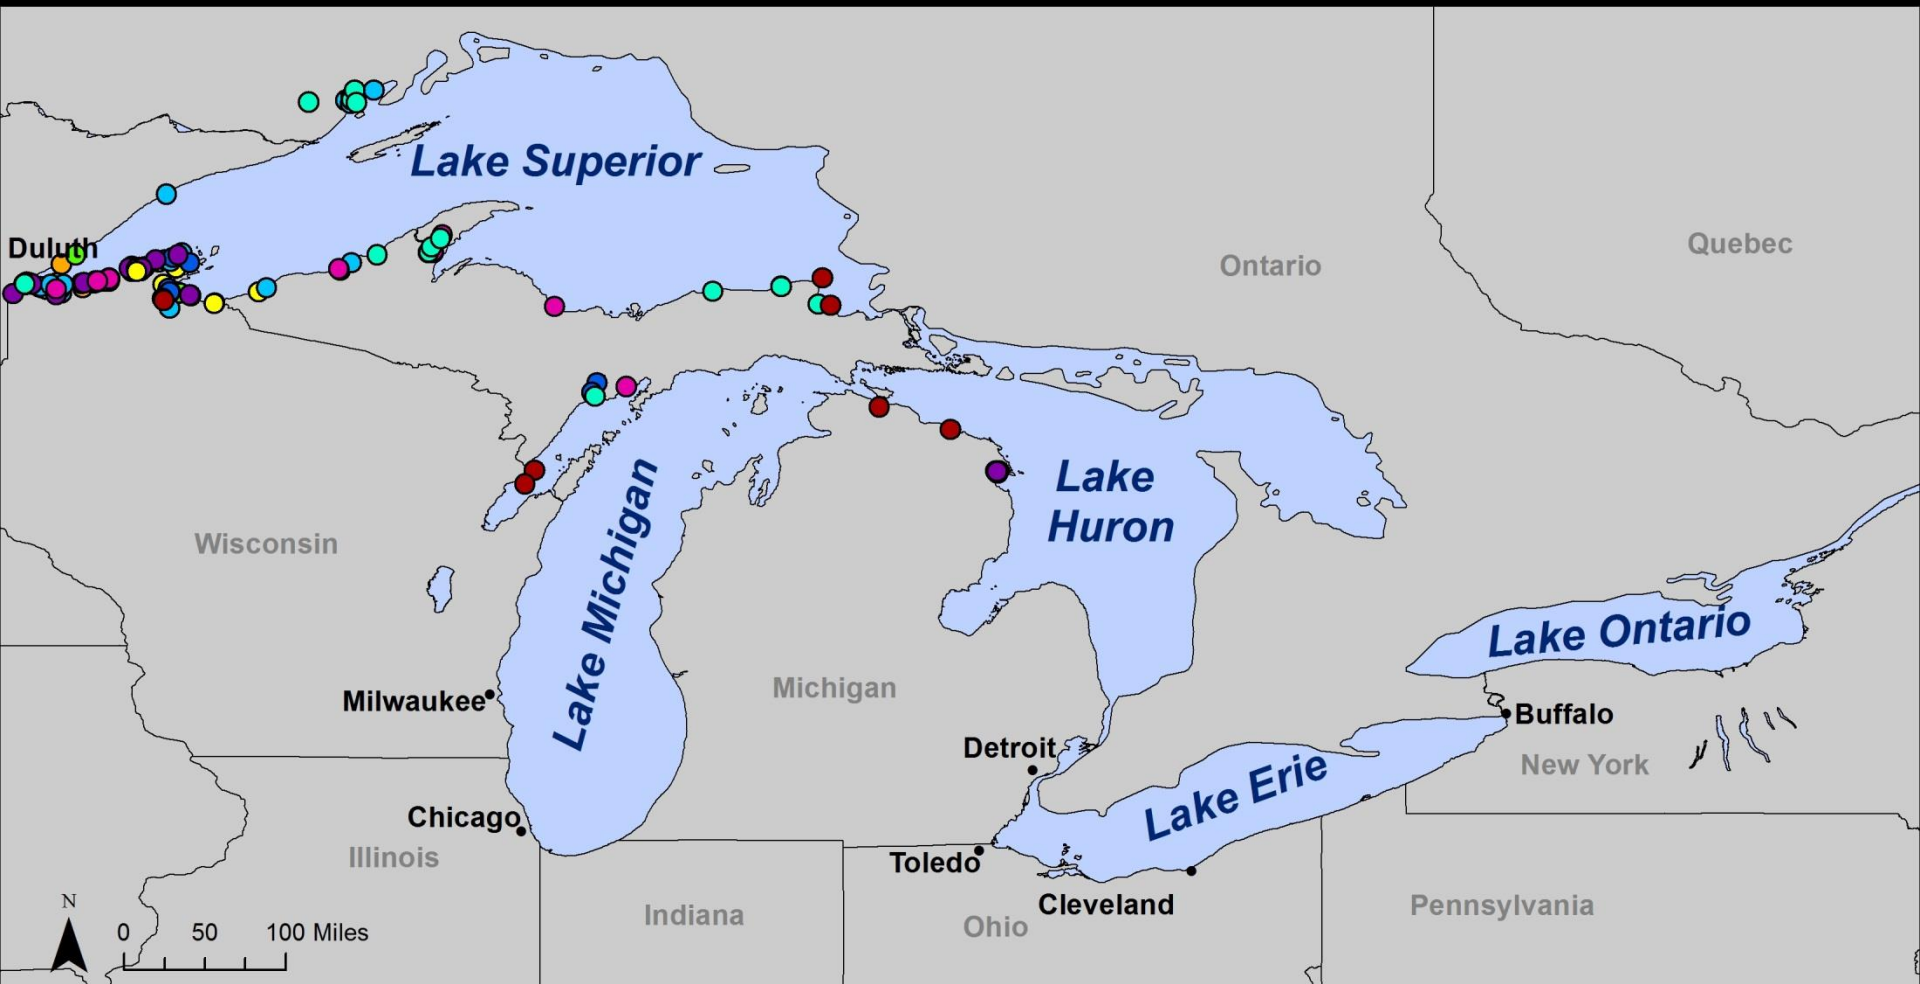 Lake Superior
Duluth
Ontario
Quebec
Lake
Huron
Lake Michigan
Wisconsin
Lake Ontario
Milwaukee
Michigan
Buffalo
Detroit
New York
Lake Erie
Chicago
Illinois
Toledo
Cleveland
Indiana
Ohio
Pennsylvania
N
0 50 100 Miles